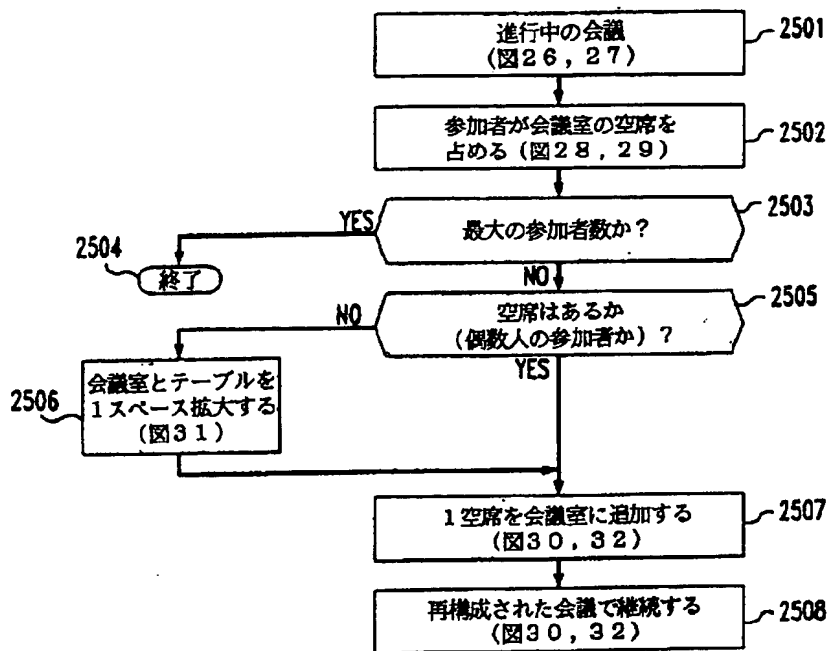 進行中の会議
(図26,27)
2501
参加者が会議室の空席を
占める(図28,29)
2502
最大の参加者数か?
2503
YES
2504
終了
NO
空席はあるか
(偶数人の参加者か)?
2505
NO
YES
会議室とテーブルを
1スペース拡大する
(図31)
2506
1空席を会議室に追加する
(図30,32)
2507
再構成された会議で継続する
(図30,32)
2508